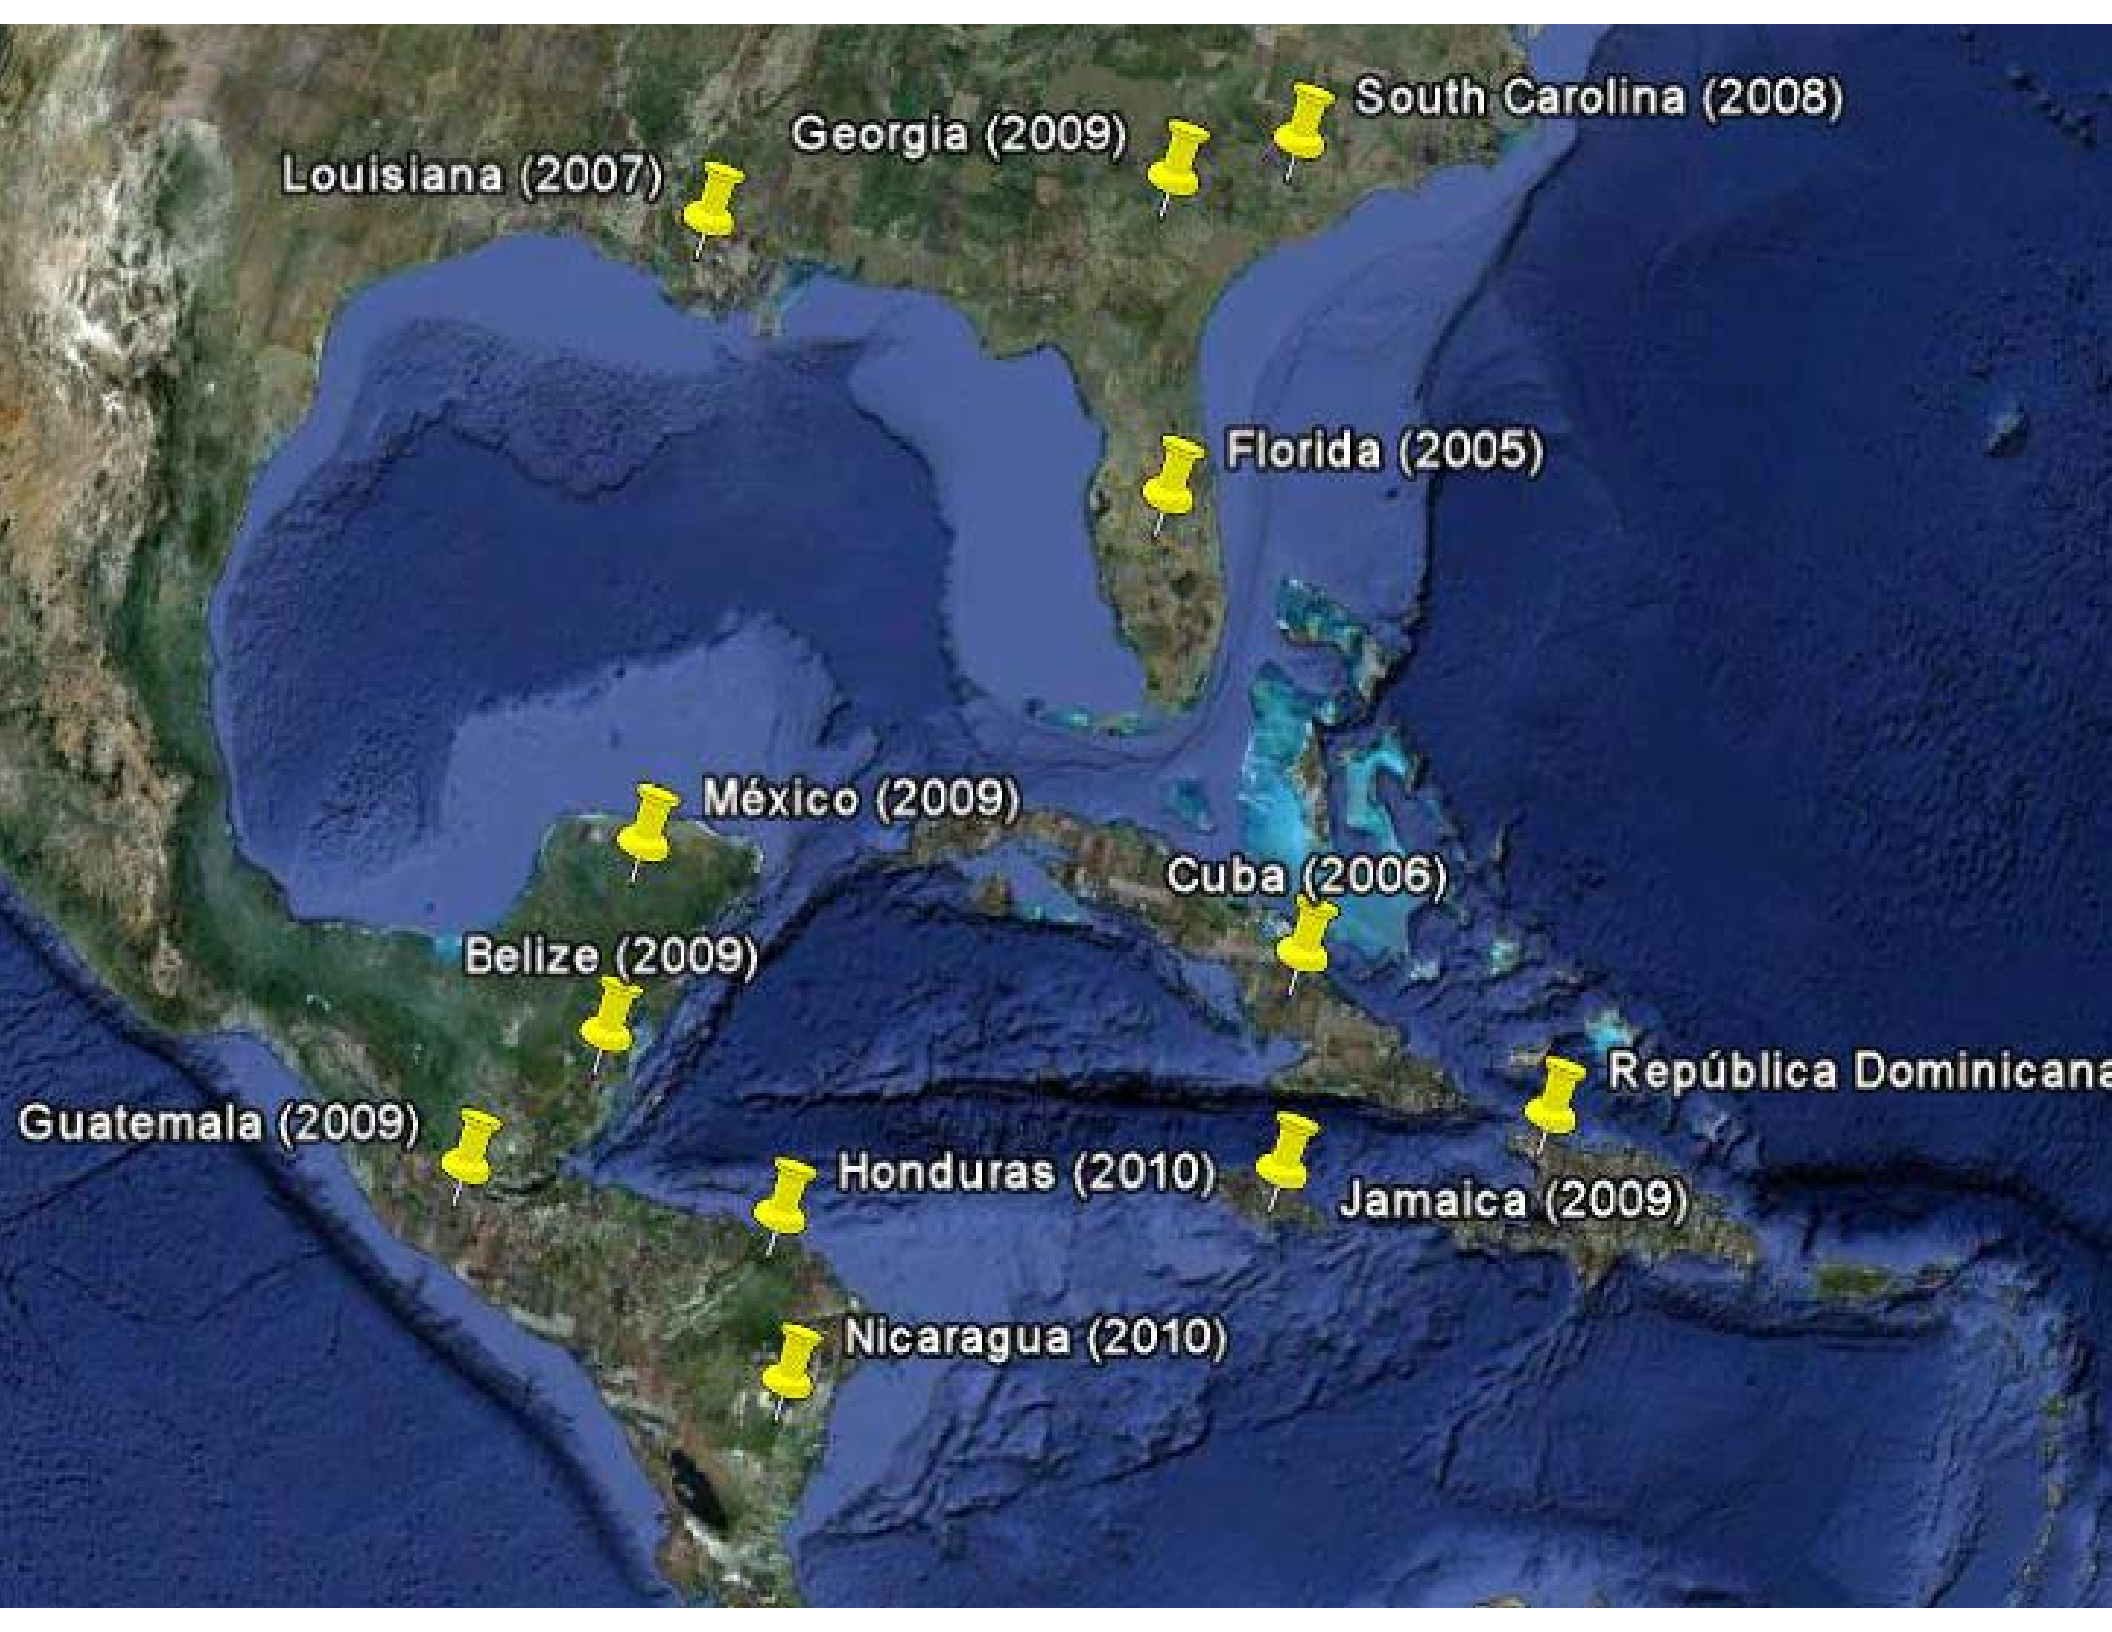 South Carolina (2008)
Georgia (2009)
Louisiana (2007)
Florida (2005)
México (2009)
Cuba (2006)
Belize (2009)
República Dominicana
Guatemala (2009)
Honduras (2010)
Jamaica (2009)
Nicaragua (2010)